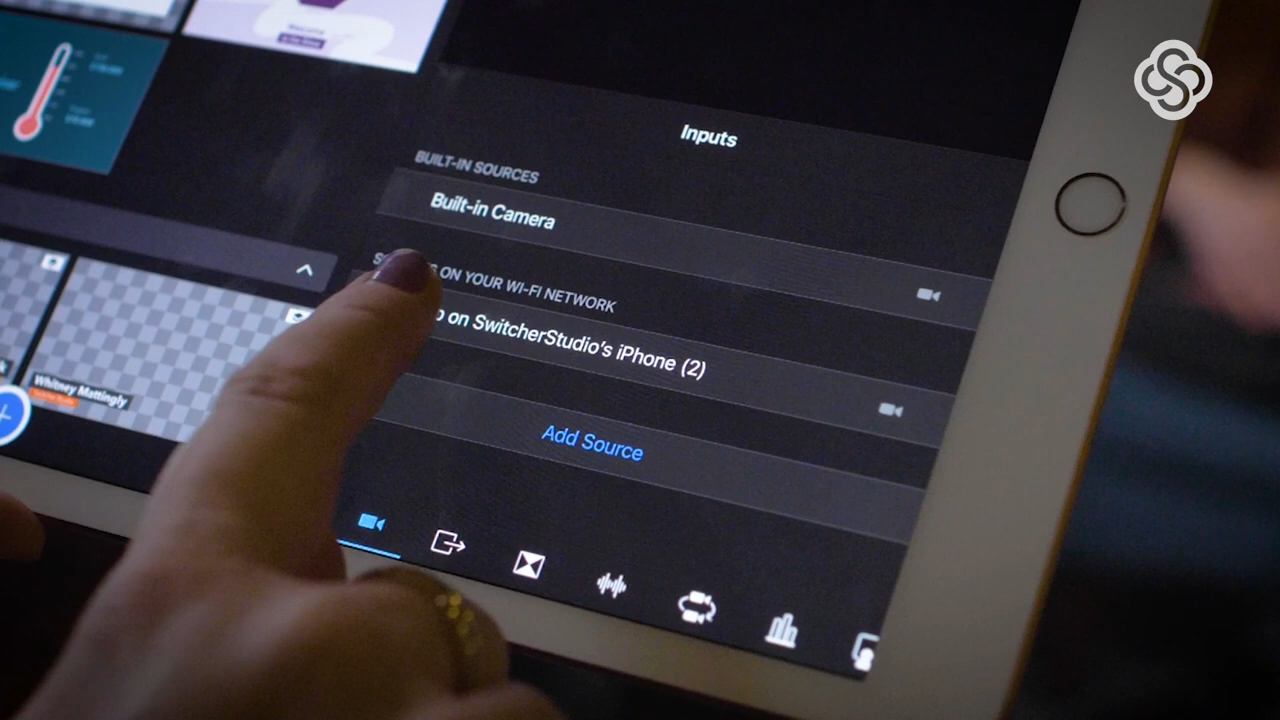 Welcome
Inputs
BUILT-IN SOURCES
Built-in Camera
ON YOUR WI-FI NETWORK
on SwitcherStudio's iPhone (2)
Add Source
Whitney Mattingly